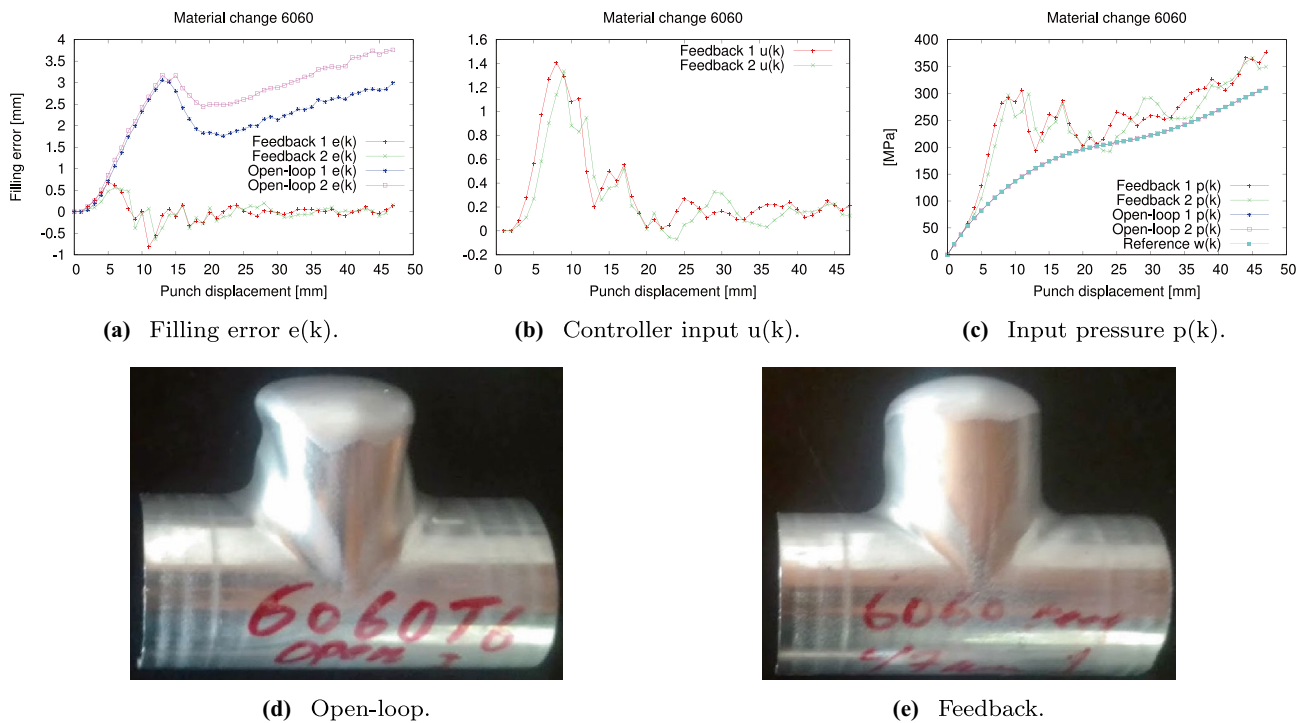 Material change 6060
Filling error [mm]
4
3.5
3
2.5
2
1.5
1
0.5
0
-0.5
-1
Feedback 1 e(k)
Feedback 2 e(k)
Open-loop 1 e(k)
Open-loop 2 e(k)
0 5 10 15 20 25 30 35 40 45 50
Punch displacement [mm]
(a) Filling error e(k).
Material change 6060
1.6
1.4
1.2
1
0.8
0.6
0.4
0.2
0
0.2
Feedback 1 u(k)
Feedback 2 u(k)
0 5 10 15 20 25 30 35 40 45
Punch displacement [mm]
(b) Controller input u(k).
Material change 6060
[MPa]
400
350
300
250
200
150
100
50
0
Feedback 1 p(k)
Feedback 2 p(k)
Open-loop 1 p(k)
Open-loop 2 p(k)
Reference w(k)
0 5 10 15 20 25 30 35 40 45 50
Punch displacement [mm]
(c) Input pressure p(k).
6060T6
open
(d) Open-loop.
6060
47mm 1
(e) Feedback.